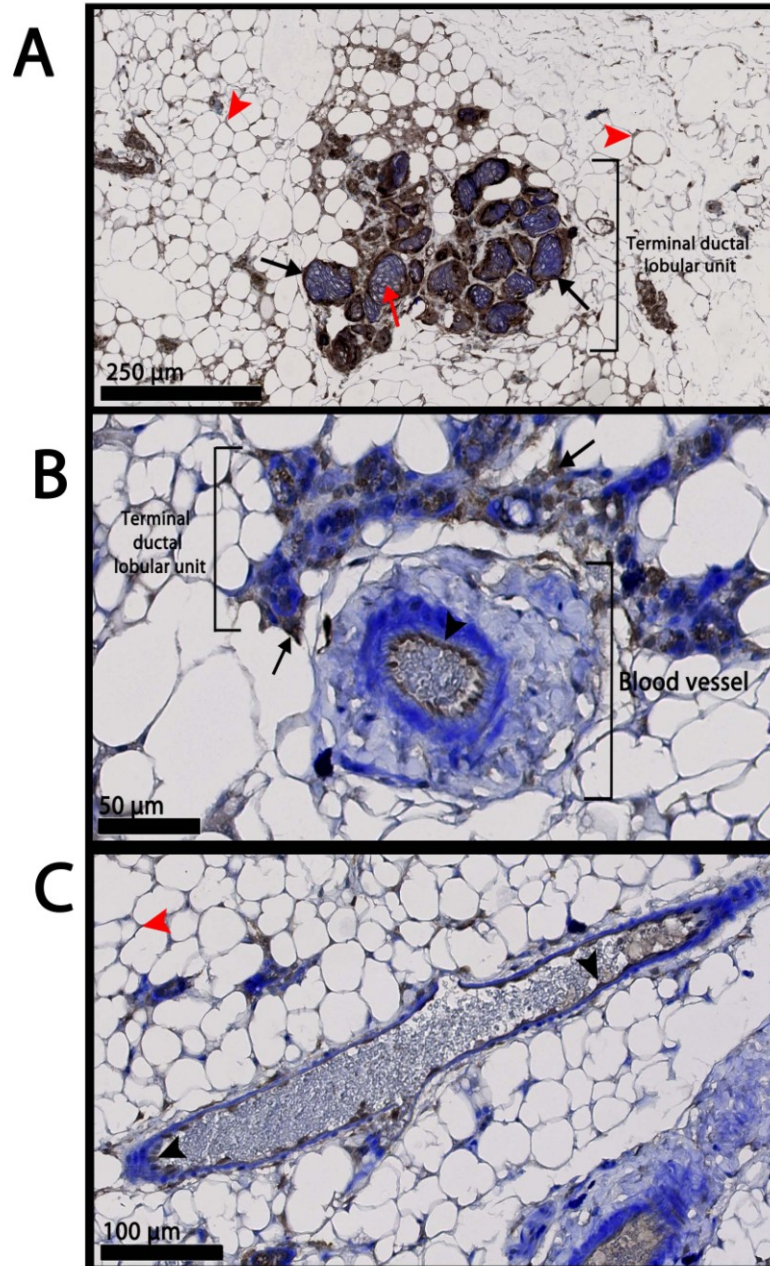 A
Terminal ductal
lobular unit
250 μm
B
Terminal
ductal
lobular unit
Blood vessel
50 μm
C
100 μm